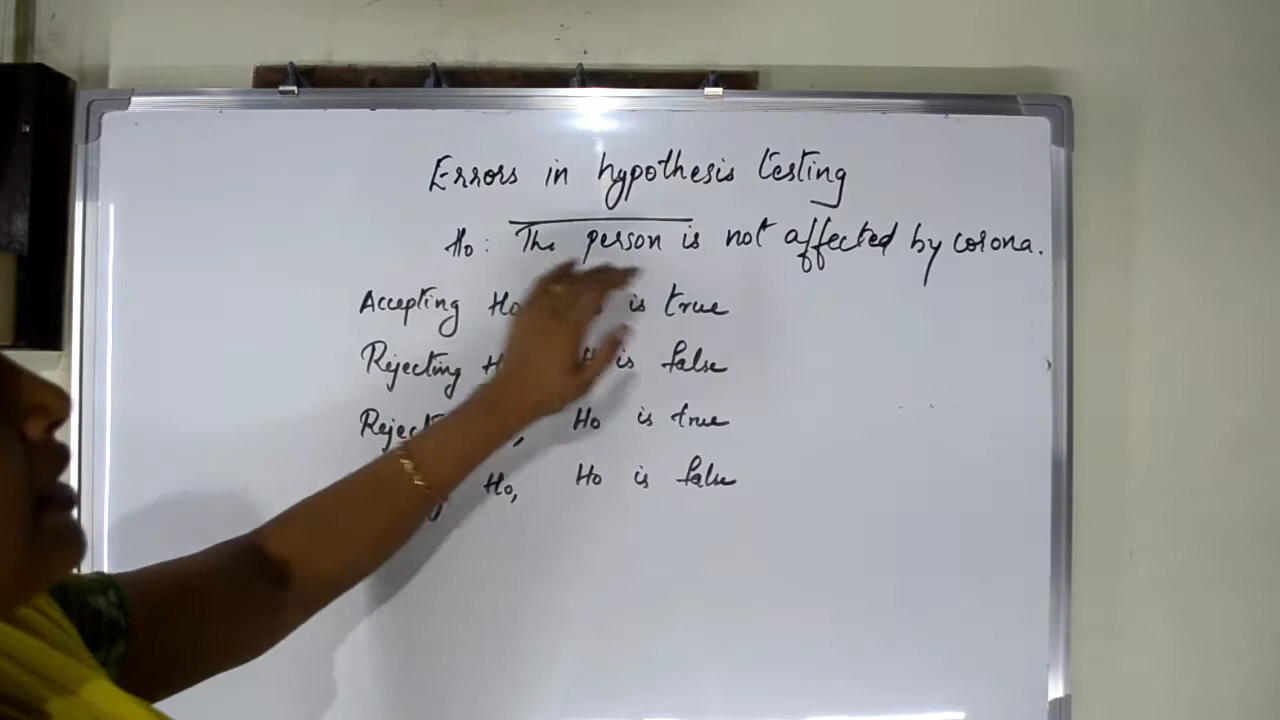 Errors in hypothesis testing
Ho: The person is not affected by corona.
Accepting Ho is true
Rejecting Ho is false
Ho is true
Ho, Ho is false